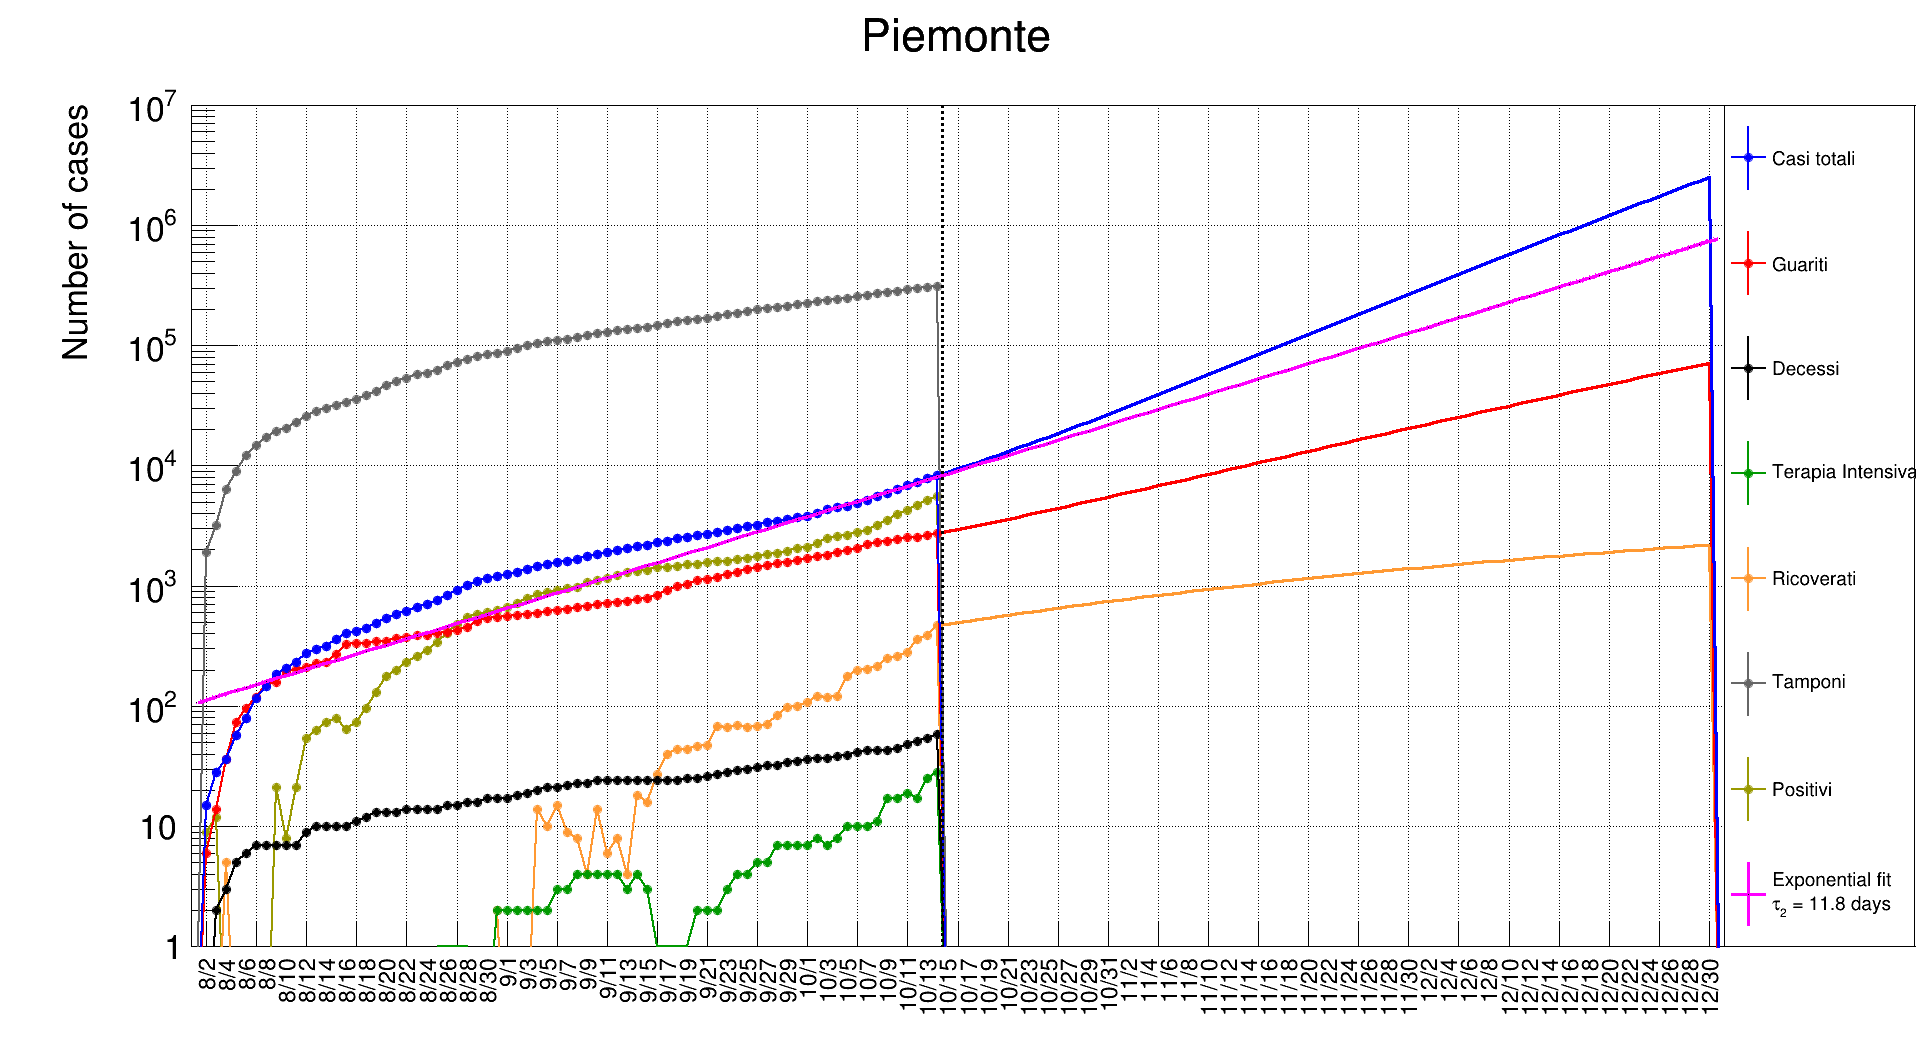 Piemonte
Number of cases
10^7
10^6
10^5
10^4
10^3
10^2
10
1
8/2 8/4 8/6 8/8 8/10 8/12 8/14 8/16 8/18 8/20 8/22 8/24 8/26 8/28 8/30 9/1 9/3 9/5 9/7 9/9 9/11 9/13 9/15 9/17 9/19 9/21 9/23 9/25 9/27 9/29 10/1 10/3 10/5 10/7 10/9 10/11 10/13 10/15 10/17 10/19 10/21 10/23 10/25 10/27 10/29 10/31 11/2 11/4 11/6 11/8 11/10 11/12 11/14 11/16 11/18 11/20 11/22 11/24 11/26 11/28 11/30 12/2 12/4 12/6 12/8 12/10 12/12 12/14 12/16 12/18 12/20 12/22 12/24 12/26 12/28 12/30
Casi totali
Guariti
Decessi
Terapia Intensiva
Ricoverati
Tamponi
Positivi
Exponential fit
τ₂ = 11.8 days